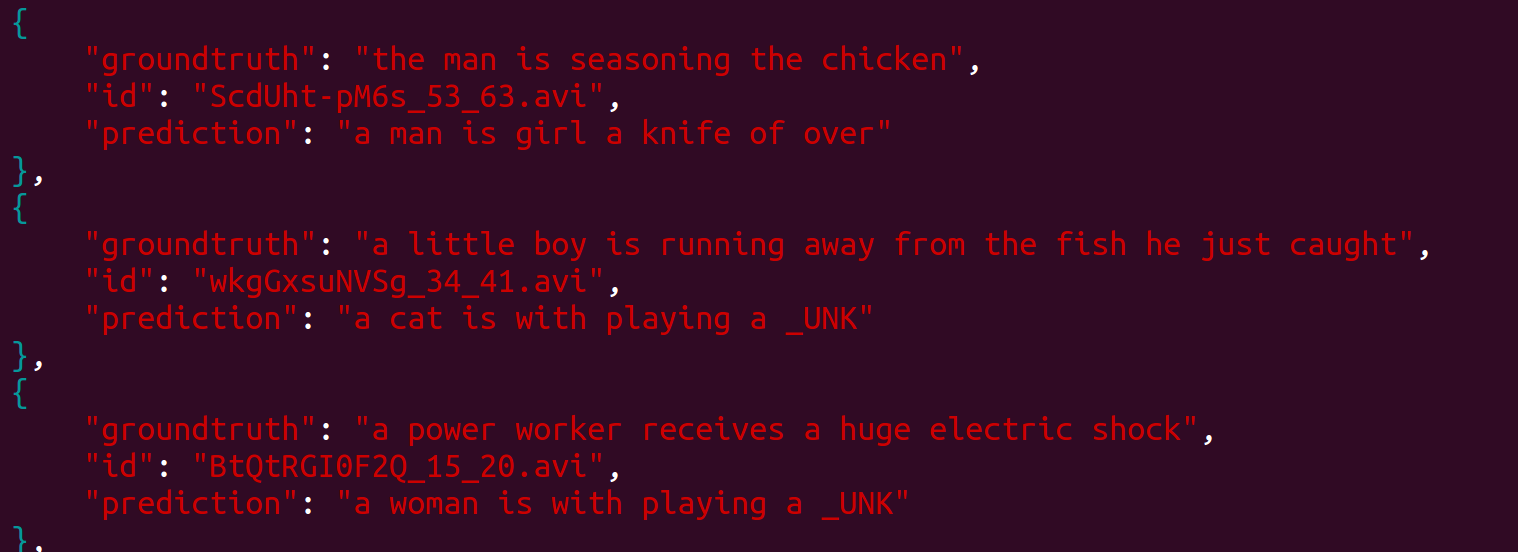 {
"groundtruth": "the man is seasoning the chicken",
"id": "ScdUht-pM6s_53_63.avi",
"prediction": "a man is girl a knife of over"
},
{
"groundtruth": "a little boy is running away from the fish he just caught",
"id": "wkgGxsuNVSg_34_41.avi",
"prediction": "a cat is with playing a _UNK"
},
{
"groundtruth": "a power worker receives a huge electric shock",
"id": "BtQtRGI0F2Q_15_20.avi",
"prediction": "a woman is with playing a _UNK"
},